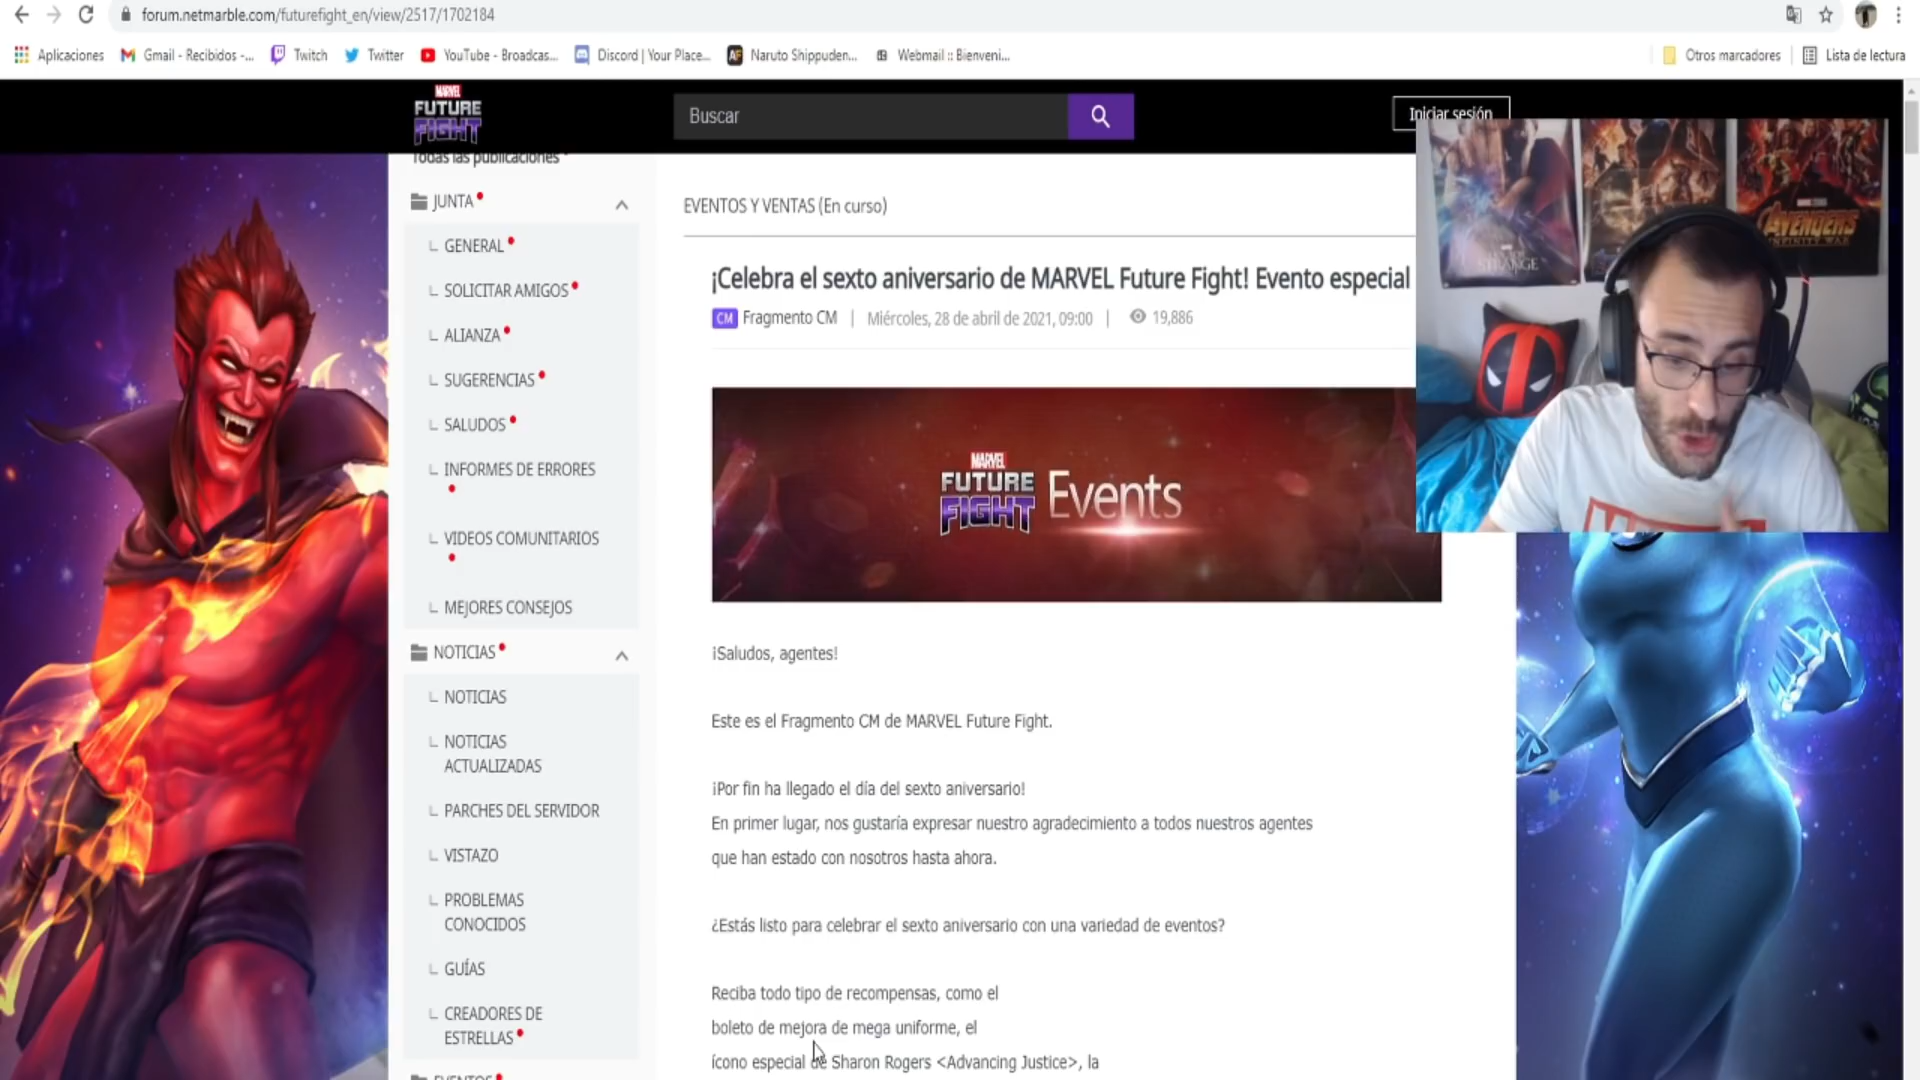 forum.netmarble.com/futurefight_en/view/2517/1702184
Aplicaciones
Gmail - Recibidos -...
Twitch
Twitter
YouTube - Broadcas...
Discord | Your Place...
Naruto Shippuden...
Webmail :: Bienveni...
Otros marcadores
Lista de lectura
MARVEL
FUTURE
FIGHT
Buscar
Iniciar sesión
Todas las publicaciones
JUNTA
GENERAL
SOLICITAR AMIGOS
ALIANZA
SUGERENCIAS
SALUDOS
INFORMES DE ERRORES
VIDEOS COMUNITARIOS
MEJORES CONSEJOS
NOTICIAS
NOTICIAS
NOTICIAS
ACTUALIZADAS
PARCHES DEL SERVIDOR
VISTAZO
PROBLEMAS
CONOCIDOS
GUÍAS
CREADORES DE
ESTRELLAS
EVENTOS
EVENTOS Y VENTAS (En curso)
¡Celebra el sexto aniversario de MARVEL Future Fight! Evento especial
CM Fragmento CM | Miércoles, 28 de abril de 2021, 09:00 | 19,886
MARVEL
FUTURE
FIGHT Events
¡Saludos, agentes!
Este es el Fragmento CM de MARVEL Future Fight.
¡Por fin ha llegado el día del sexto aniversario!
En primer lugar, nos gustaría expresar nuestro agradecimiento a todos nuestros agentes
que han estado con nosotros hasta ahora.
¿Estás listo para celebrar el sexto aniversario con una variedad de eventos?
Reciba todo tipo de recompensas, como el
boleto de mejora de mega uniforme, el
ícono especial de Sharon Rogers <Advancing Justice>, la
STRANGE
AVENGERS
INFINITY WAR